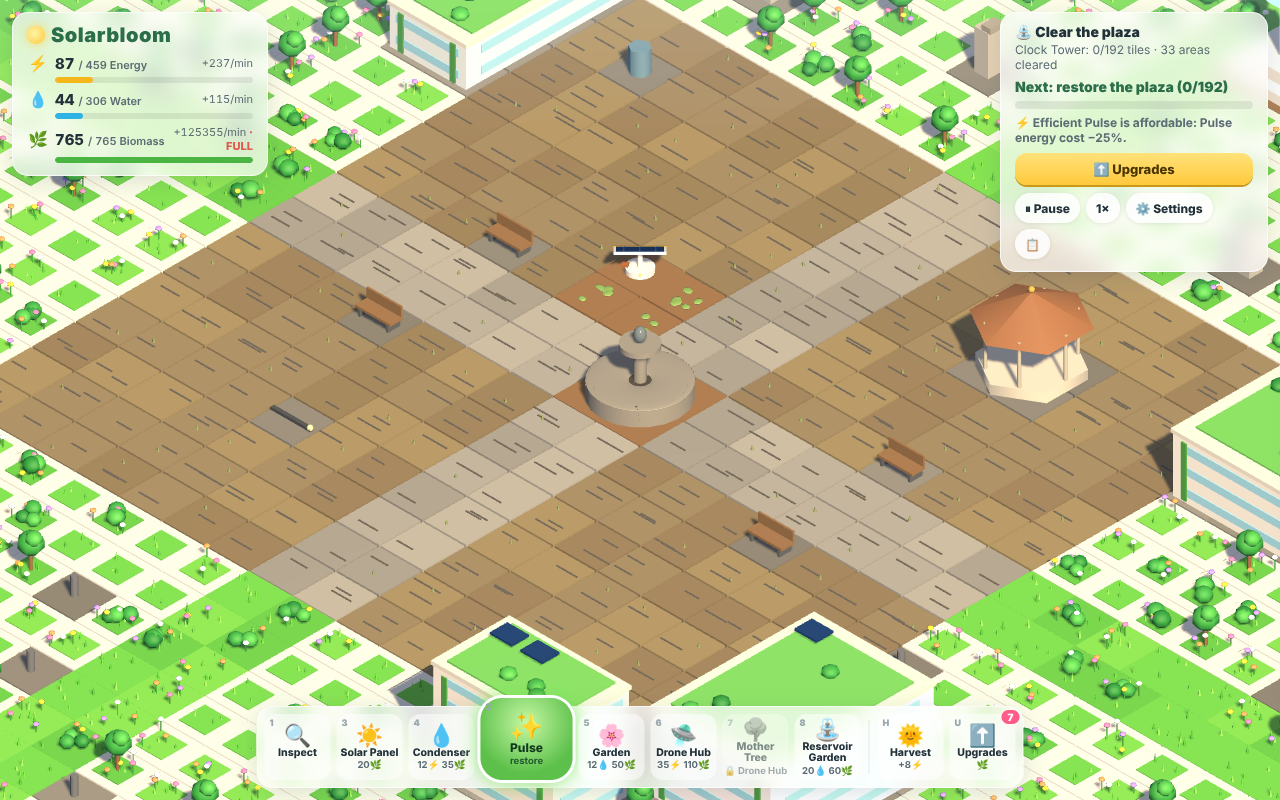 Solarbloom
87 / 459 Energy +237/min
44 / 306 Water +115/min
765 / 765 Biomass +125355/min · FULL
Clear the plaza
Clock Tower: 0/192 tiles · 33 areas
cleared
Next: restore the plaza (0/192)
Efficient Pulse is affordable: Pulse
energy cost −25%.
Upgrades
Pause 1× Settings
1 Inspect
3 Solar Panel
20
4 Condenser
12 35
Pulse
restore
5 Garden
12 50
6 Drone Hub
35 110
7 Mother
Tree
Drone Hub
8 Reservoir
Garden
20 60
H Harvest
+8
U Upgrades
7